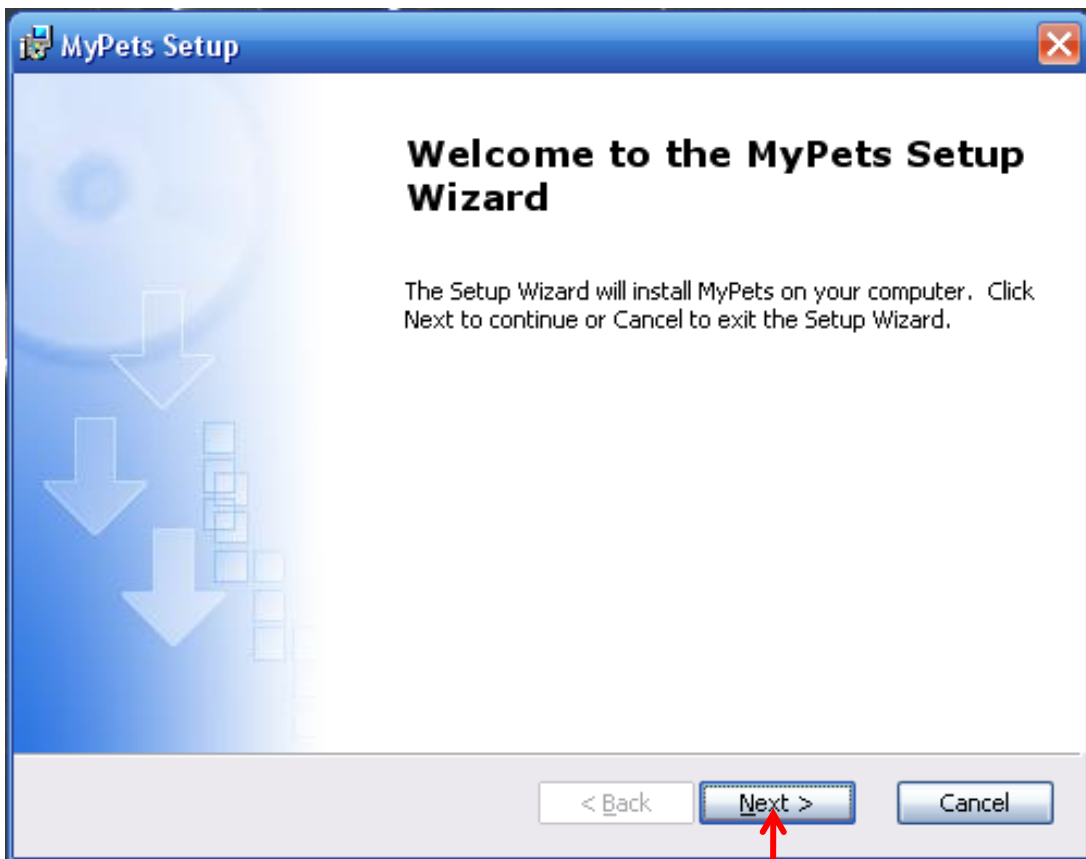 MyPets Setup
Welcome to the MyPets Setup
Wizard
The Setup Wizard will install MyPets on your computer.  Click
Next to continue or Cancel to exit the Setup Wizard.
< Back
Next >
Cancel